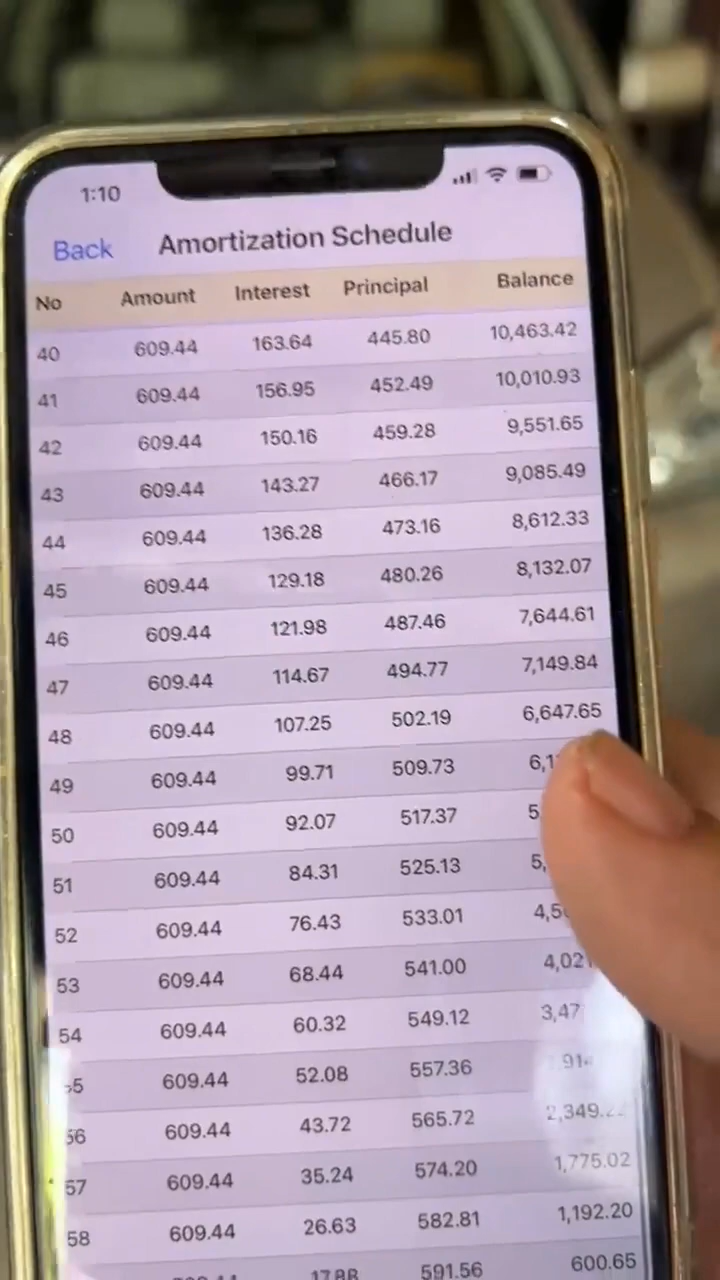 1:10
Back Amortization Schedule
No Amount Interest Principal Balance
40 609.44 163.64 445.80 10,463.42
41 609.44 156.95 452.49 10,010.93
42 609.44 150.16 459.28 9,551.65
43 609.44 143.27 466.17 9,085.49
44 609.44 136.28 473.16 8,612.33
45 609.44 129.18 480.26 8,132.07
46 609.44 121.98 487.46 7,644.61
47 609.44 114.67 494.77 7,149.84
48 609.44 107.25 502.19 6,647.65
49 609.44 99.71 509.73
50 609.44 92.07 517.37
51 609.44 84.31 525.13
52 609.44 76.43 533.01
53 609.44 68.44 541.00
54 609.44 60.32 549.12
609.44 52.08 557.36
56 609.44 43.72 565.72
57 609.44 35.24 574.20 1,775.02
58 609.44 26.63 582.81 1,192.20
17.88 591.56 600.65